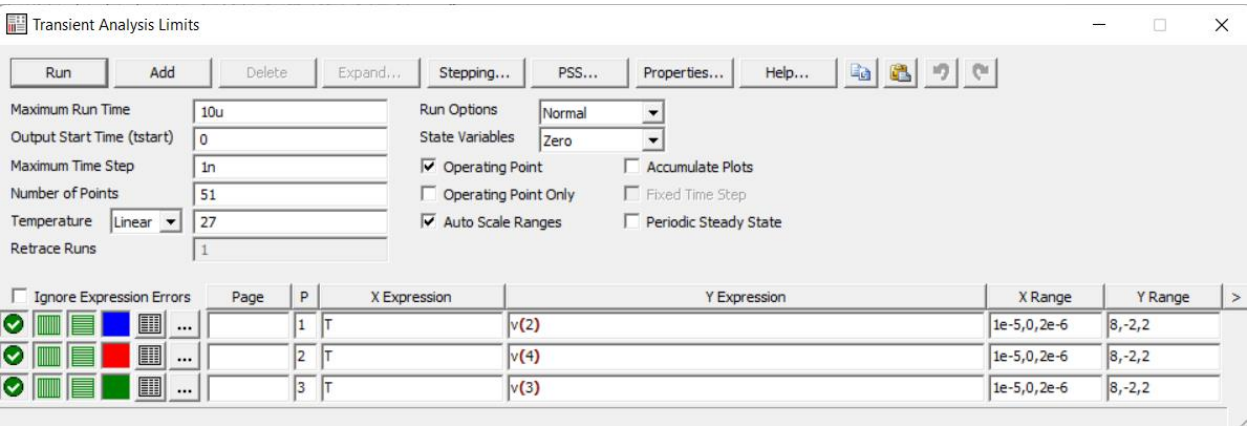 Transient Analysis Limits
Run Add Delete Expand... Stepping... PSS... Properties... Help...
Maximum Run Time 10u Run Options Normal
Output Start Time (tstart) 0 State Variables Zero
Maximum Time Step 1n Operating Point Accumulate Plots
Number of Points 51 Operating Point Only Fixed Time Step
Temperature Linear 27 Auto Scale Ranges Periodic Steady State
Retrace Runs 1
Ignore Expression Errors Page P X Expression Y Expression X Range Y Range >
... 1 T v(2) 1e-5,0,2e-6 8,-2,2
... 2 T v(4) 1e-5,0,2e-6 8,-2,2
... 3 T v(3) 1e-5,0,2e-6 8,-2,2